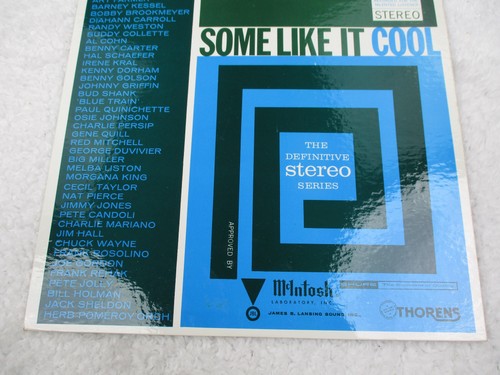 BARNEY KESSEL
BOBBY BROOKMEYER
DIAHANN CARROLL
RANDY WESTON
BUDDY COLLETTE
AL COHN
BENNY CARTER
HAL SCHAEFER
IRENE KRAL
KENNY DORHAM
BENNY GOLSON
JOHNNY GRIFFIN
BUD SHANK
'BLUE TRAIN'
PAUL QUINICHETTE
OSIE JOHNSON
CHARLIE PERSIP
GENE QUILL
RED MITCHELL
GEORGE DUVIVIER
BIG MILLER
MELBA LISTON
MORGANA KING
CECIL TAYLOR
NAT PIERCE
JIMMY JONES
PETE CANDOLI
CHARLIE MARIANO
JIM HALL
CHUCK WAYNE
FRANK ROSOLINO
GORDON
FRANK REHAK
PETE JOLLY
BILL HOLMAN
JACK SHELDON
HERB POMEROY ORCH
STEREO
SOME LIKE IT COOL
THE
DEFINITIVE
stereo
SERIES
APPROVED BY
McIntosh
LABORATORY, INC.
JAMES B. LANSING SOUND, INC.
THORENS